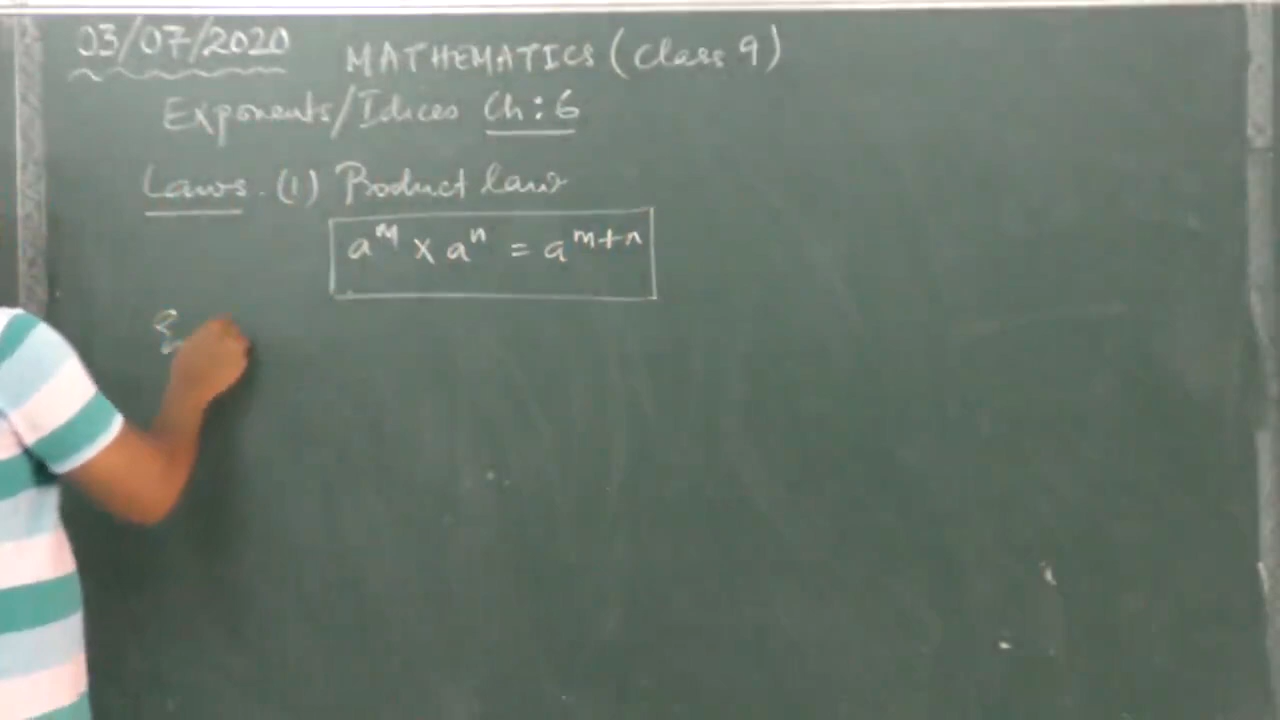 03/07/2020 MATHEMATICS (Class 9)
Exponents/Idices Ch: 6
Laws. (1) Product law
a^m × a^n = a^{m+n}